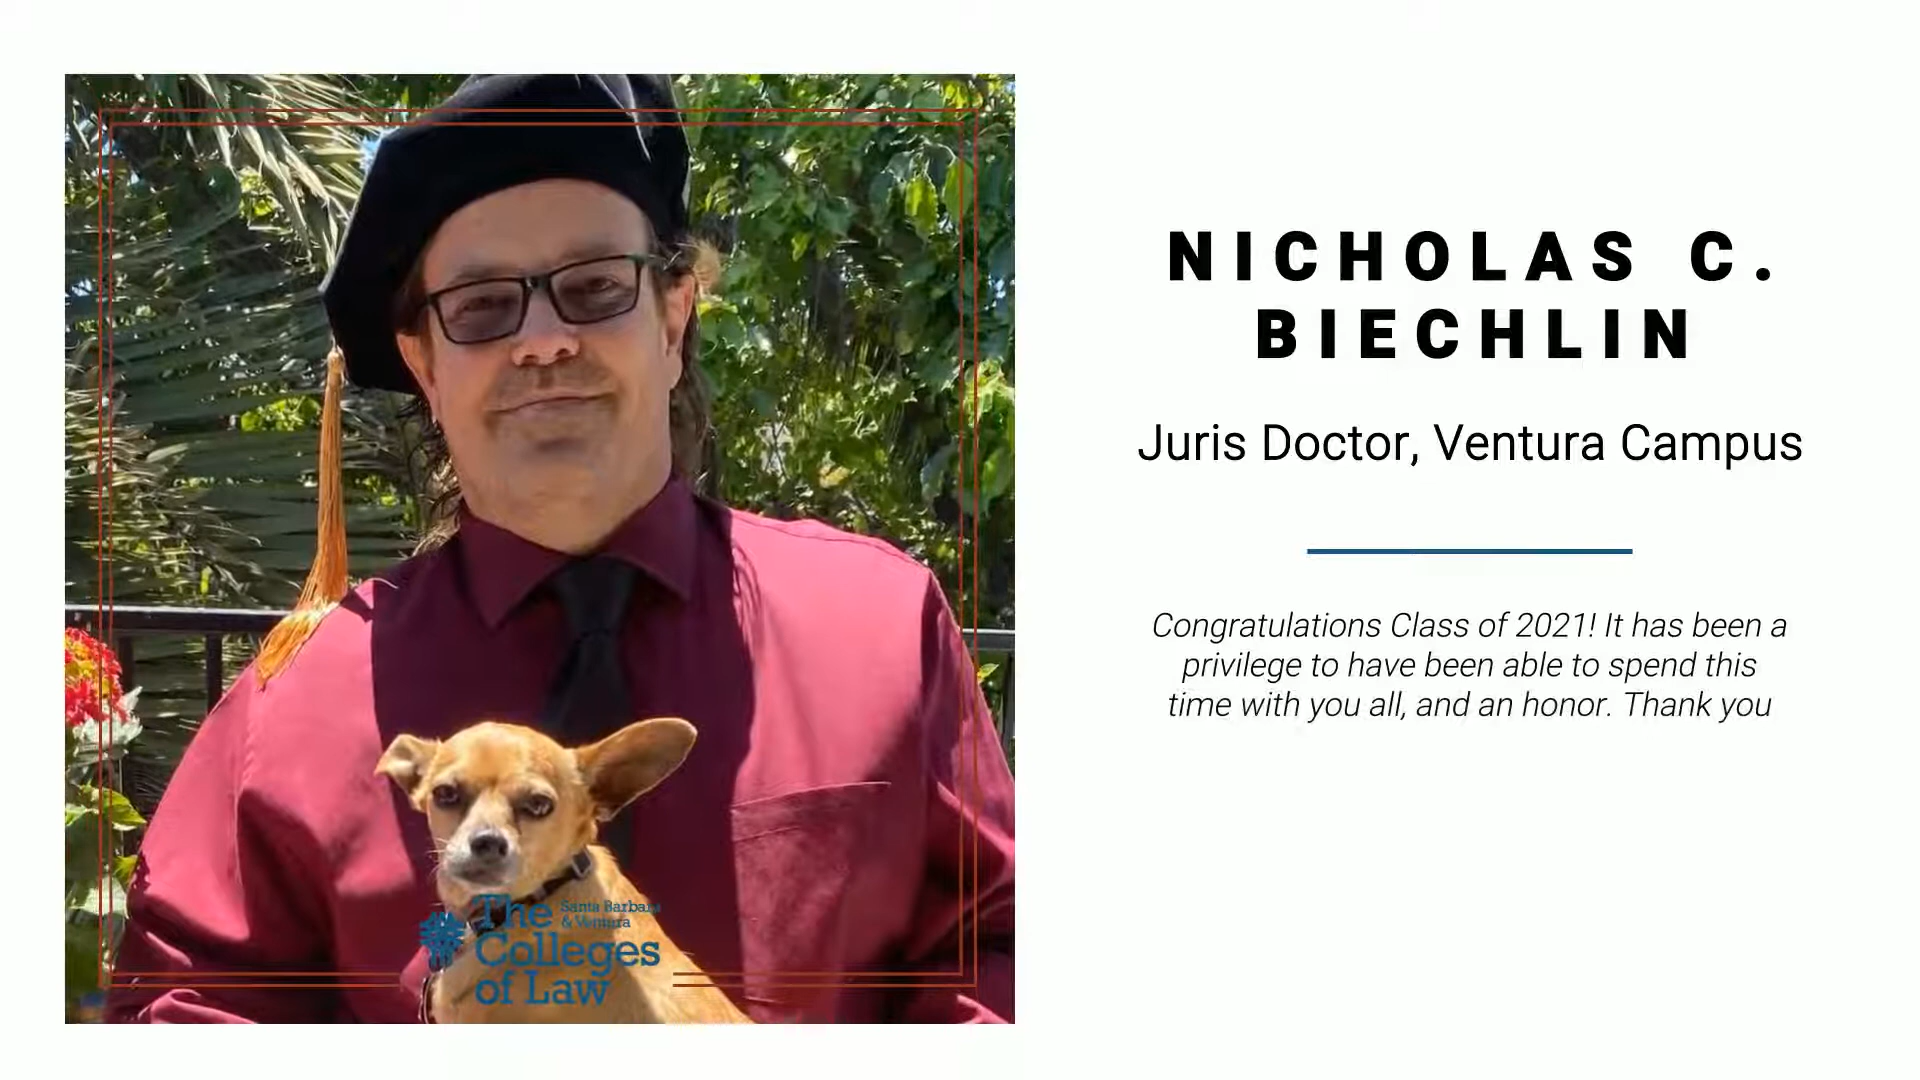 NICHOLAS C.
BIECHLIN
Juris Doctor, Ventura Campus
Congratulations Class of 2021! It has been a
privilege to have been able to spend this
time with you all, and an honor. Thank you
The Santa Barbara
& Ventura
Colleges
of Law